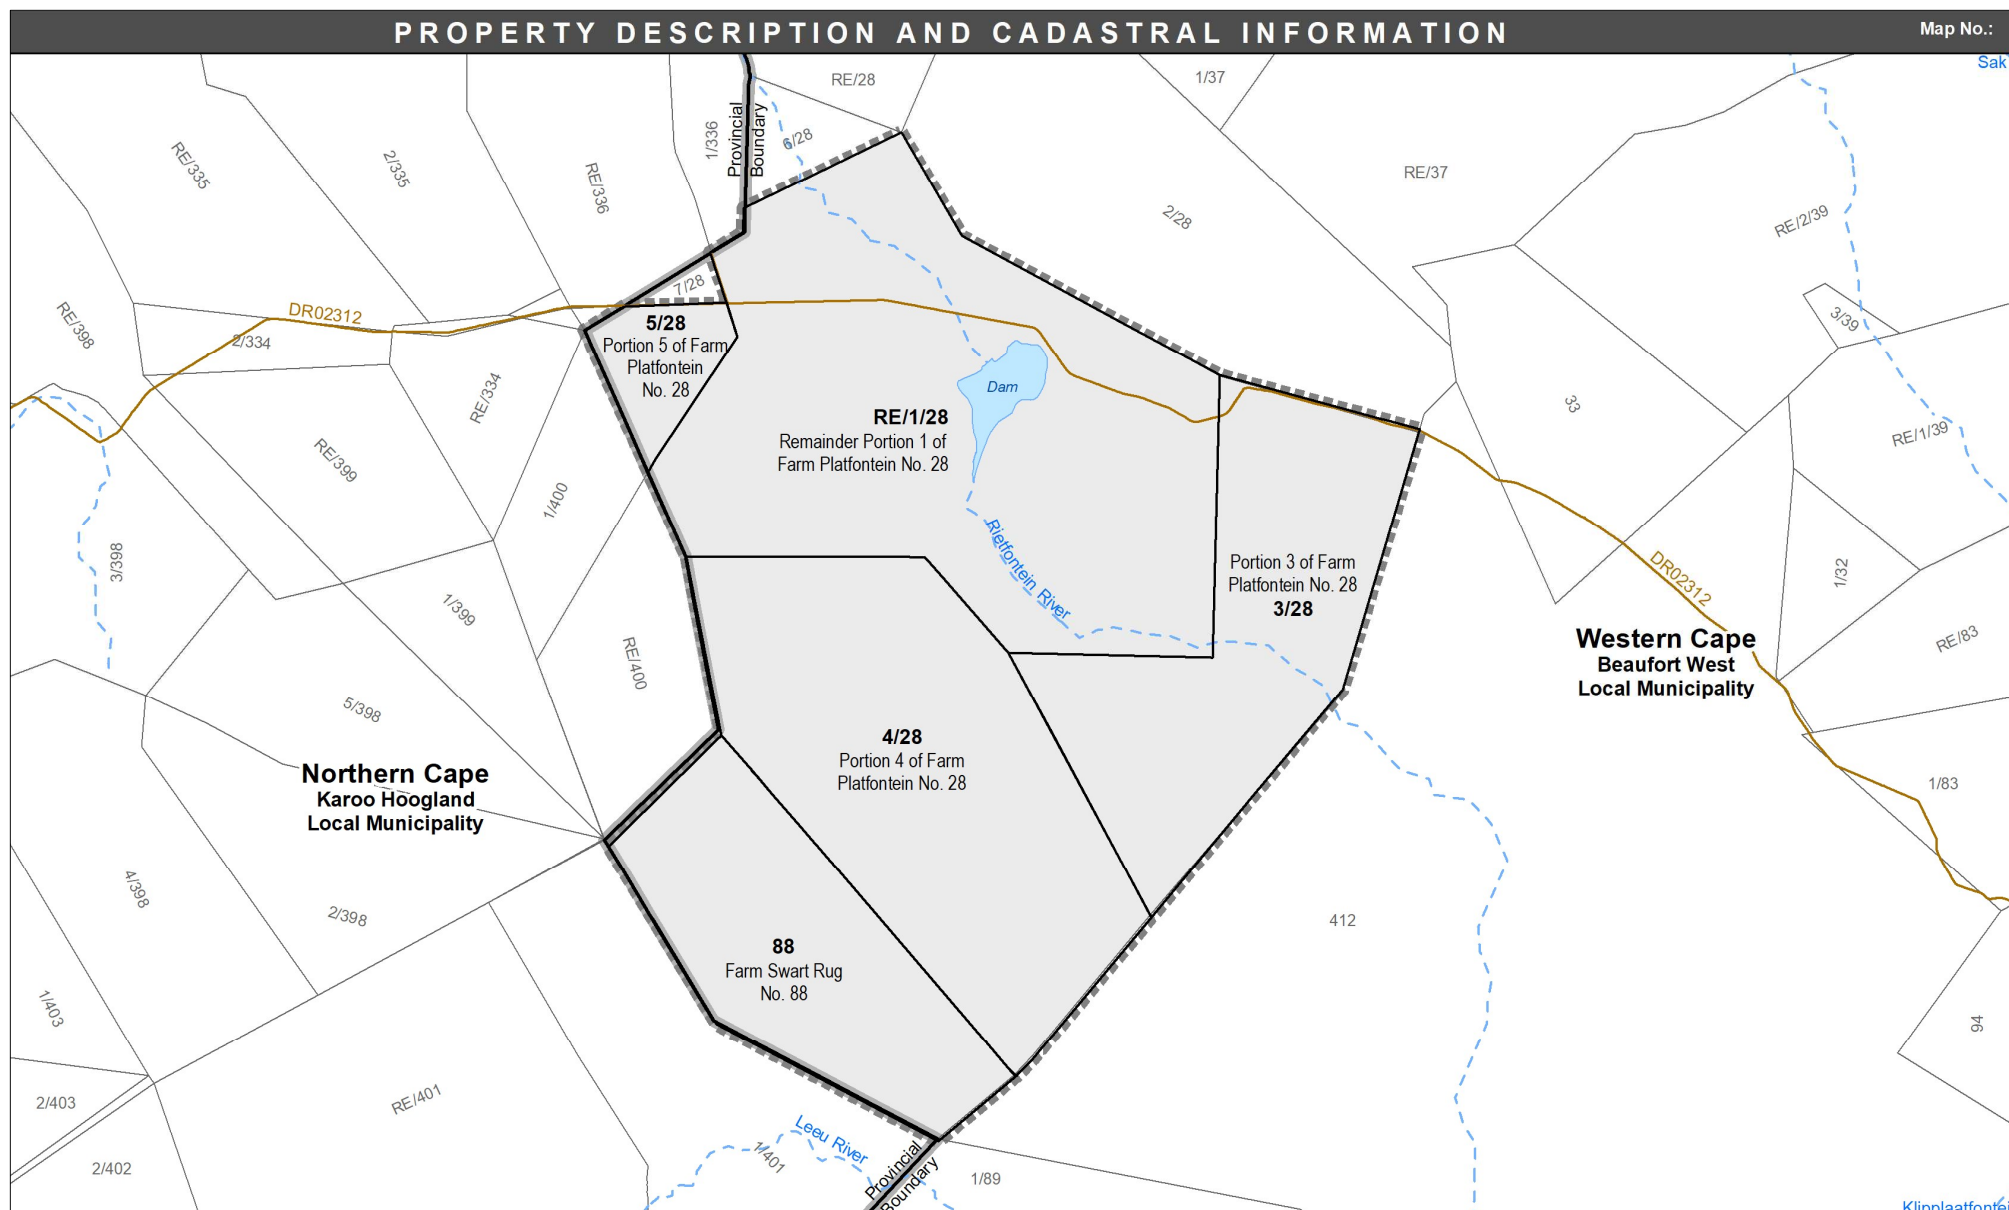 PROPERTY DESCRIPTION AND CADASTRAL INFORMATION
Map No.:
Sak
RE/28
1/37
1/336
Provincial
Boundary
6/28
RE/335
2/335
RE/336
RE/37
2/28
RE/2/39
7/28
DR02312
RE/398
2/334
3/39
5/28
Portion 5 of Farm
Platfontein
No. 28
Dam
RE/334
RE/1/28
Remainder Portion 1 of
Farm Platfontein No. 28
33
RE/1/39
RE/399
1/400
3/398
Rietfontein River
Portion 3 of Farm
Platfontein No. 28
3/28
DR02312
1/32
1/399
RE/400
Western Cape
Beaufort West
Local Municipality
RE/83
5/398
4/28
Portion 4 of Farm
Platfontein No. 28
Northern Cape
Karoo Hoogland
Local Municipality
1/83
4/398
2/398
412
88
Farm Swart Rug
No. 88
1/403
94
2/403
RE/401
Leeu River
1/401
Provincial
Boundary
2/402
1/89
Klipplaatfontei